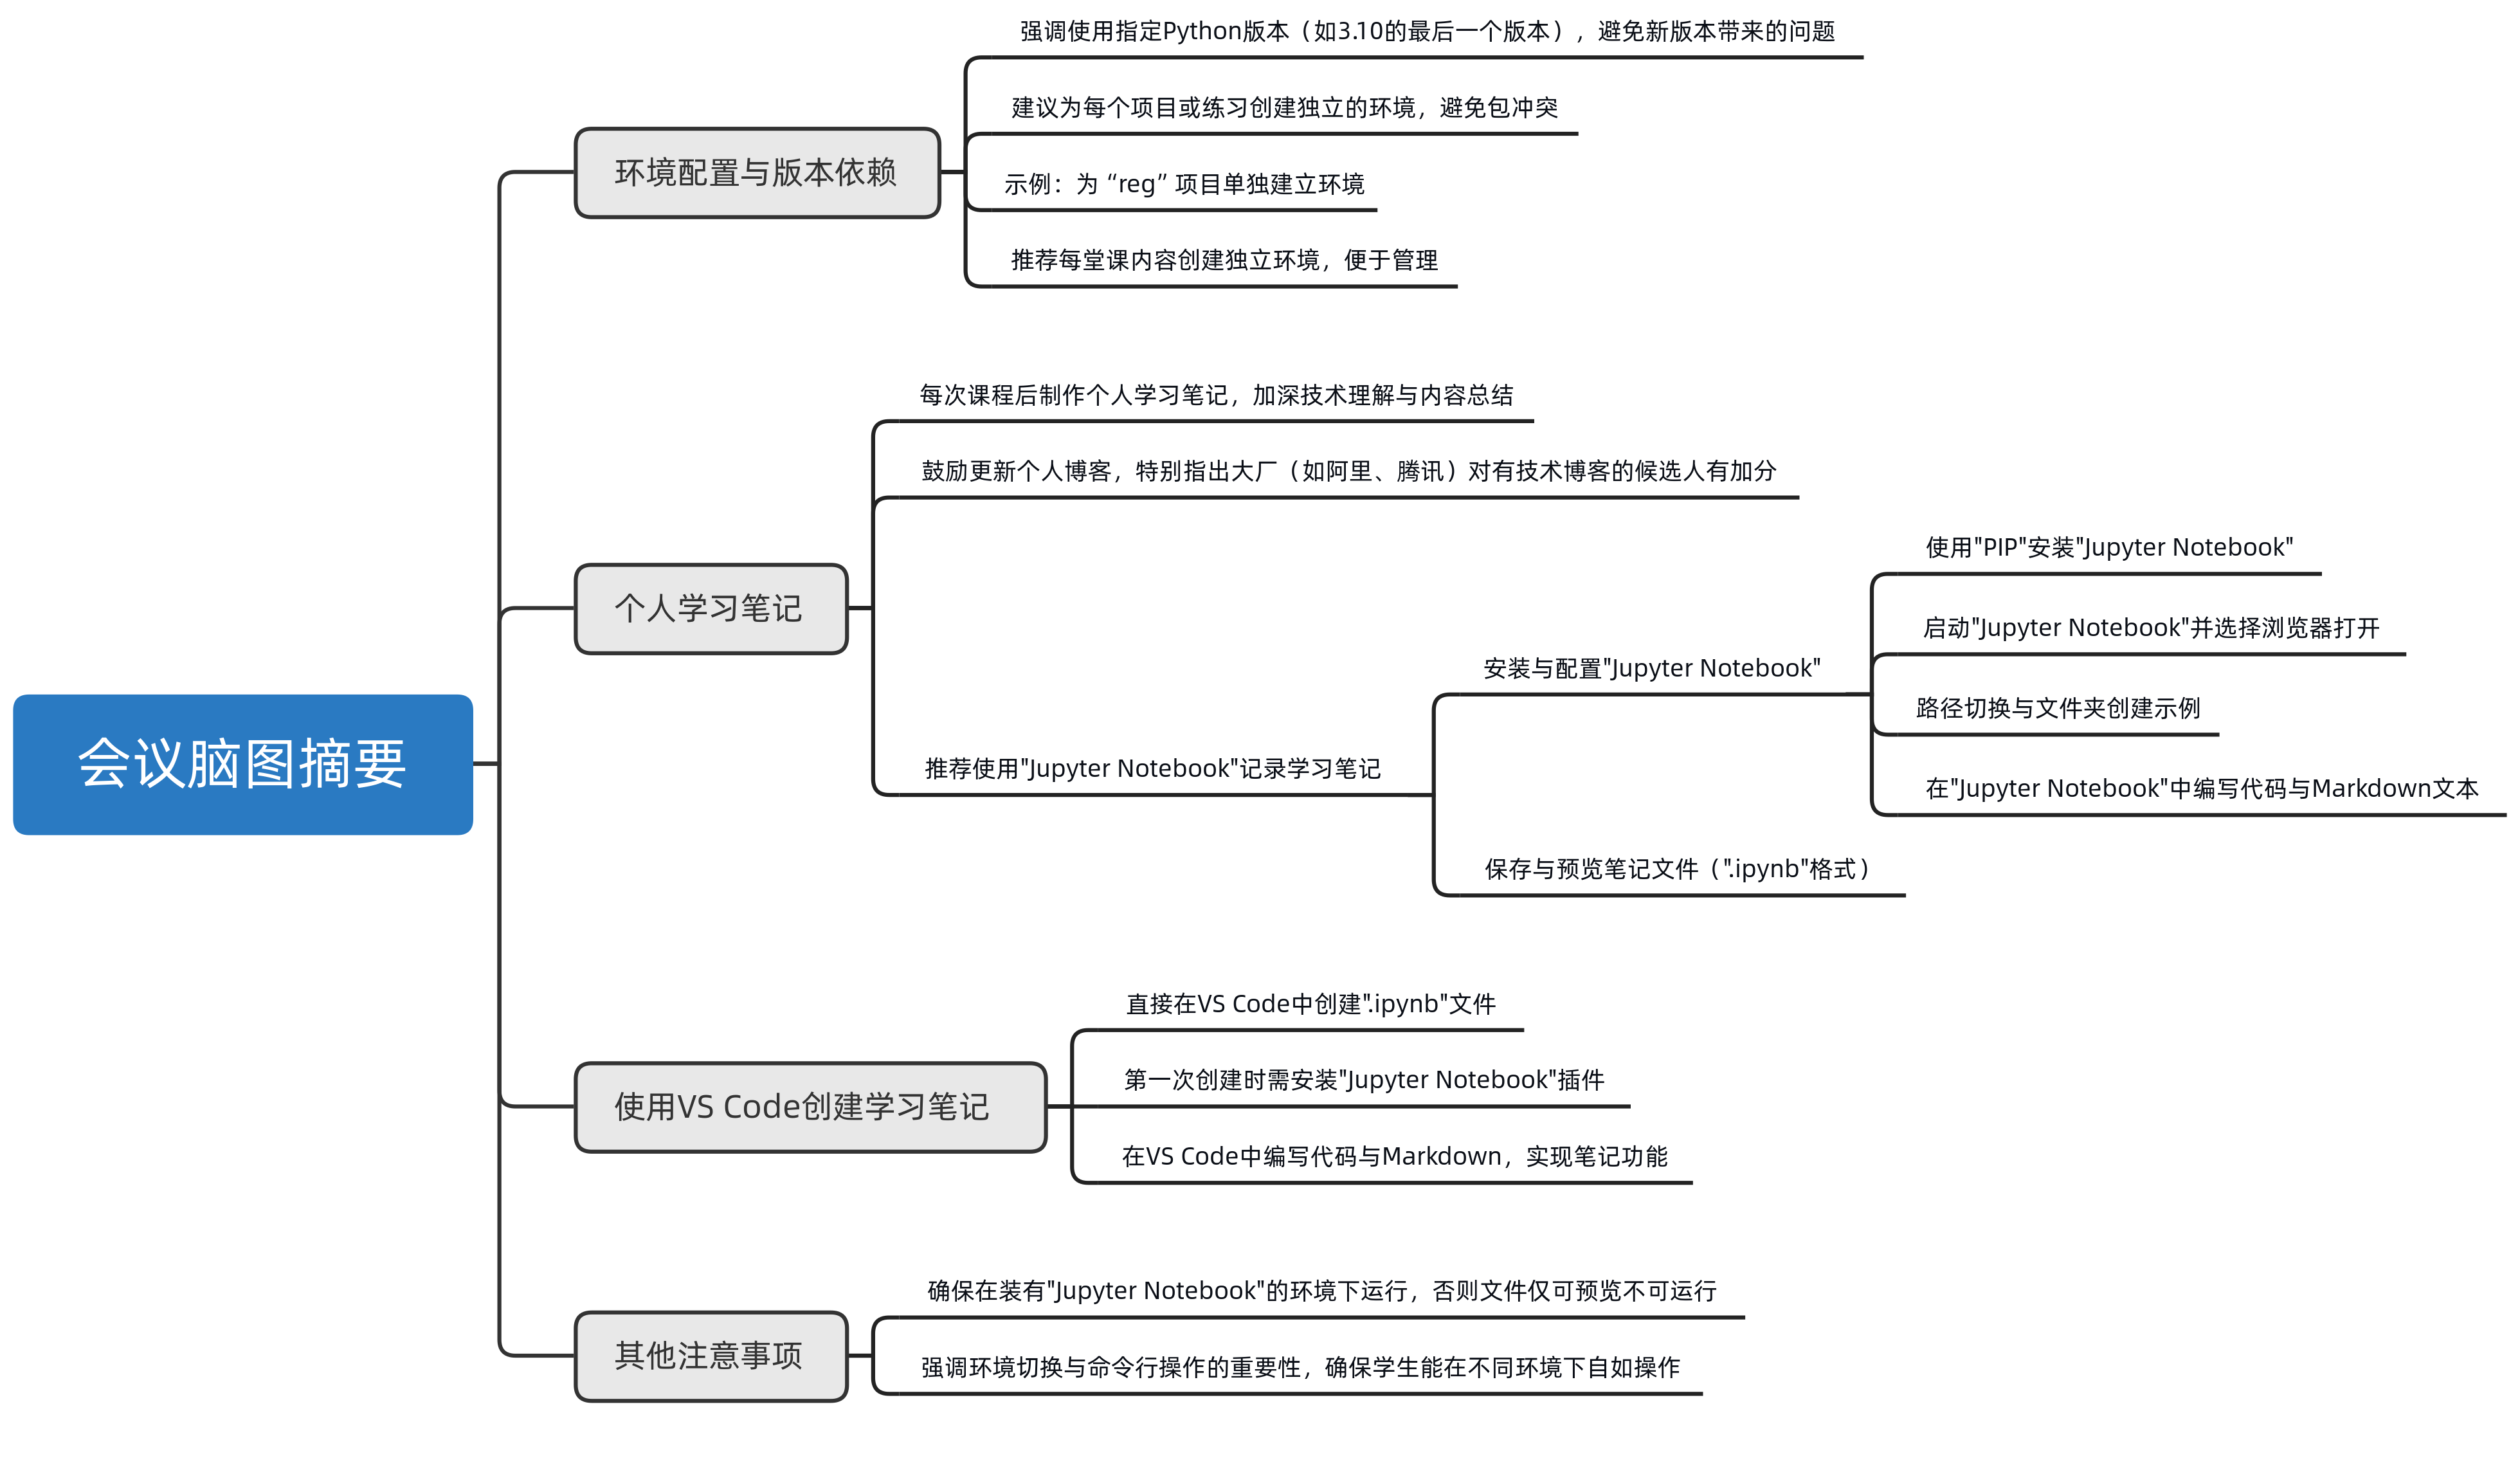 会议脑图摘要
环境配置与版本依赖
强调使用指定Python版本（如3.10的最后一个版本），避免新版本带来的问题
建议为每个项目或练习创建独立的环境，避免包冲突
示例：为“reg”项目单独建立环境
推荐每堂课内容创建独立环境，便于管理
个人学习笔记
每次课程后制作个人学习笔记，加深技术理解与内容总结
鼓励更新个人博客，特别指出大厂（如阿里、腾讯）对有技术博客的候选人有加分
推荐使用"Jupyter Notebook"记录学习笔记
安装与配置"Jupyter Notebook"
使用"PIP"安装"Jupyter Notebook"
启动"Jupyter Notebook"并选择浏览器打开
路径切换与文件夹创建示例
在"Jupyter Notebook"中编写代码与Markdown文本
保存与预览笔记文件（".ipynb"格式）
使用VS Code创建学习笔记
直接在VS Code中创建".ipynb"文件
第一次创建时需安装"Jupyter Notebook"插件
在VS Code中编写代码与Markdown，实现笔记功能
其他注意事项
确保在装有"Jupyter Notebook"的环境下运行，否则文件仅可预览不可运行
强调环境切换与命令行操作的重要性，确保学生能在不同环境下自如操作